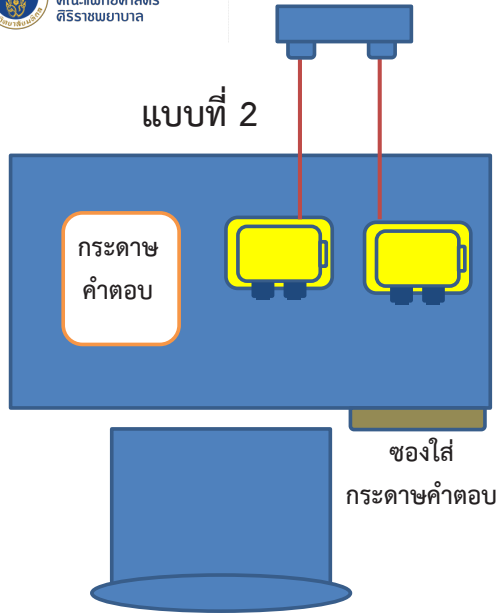 คณะแพทยศาสตร์
ศิริราชพยาบาล
แบบที่ 2
กระดาษ
คำตอบ
ซองใส่
กระดาษคำตอบ